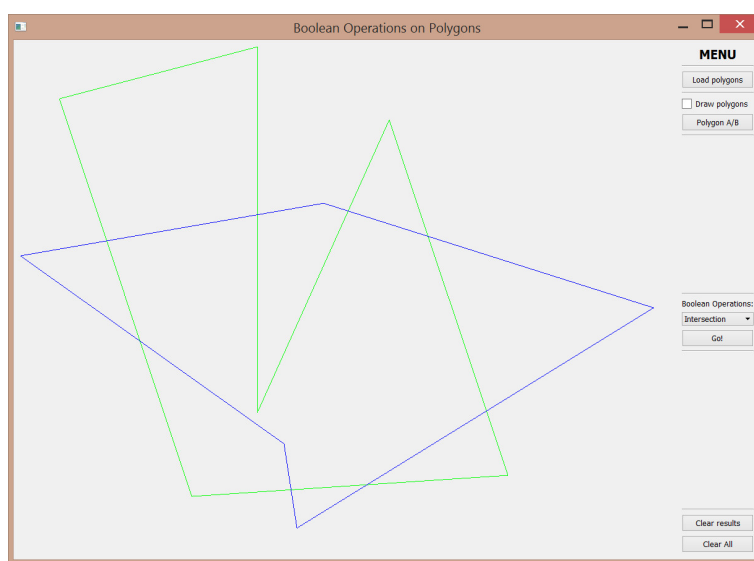 Boolean Operations on Polygons
MENU
Load polygons
Draw polygons
Polygon A/B
Boolean Operations:
Intersection
Go!
Clear results
Clear All